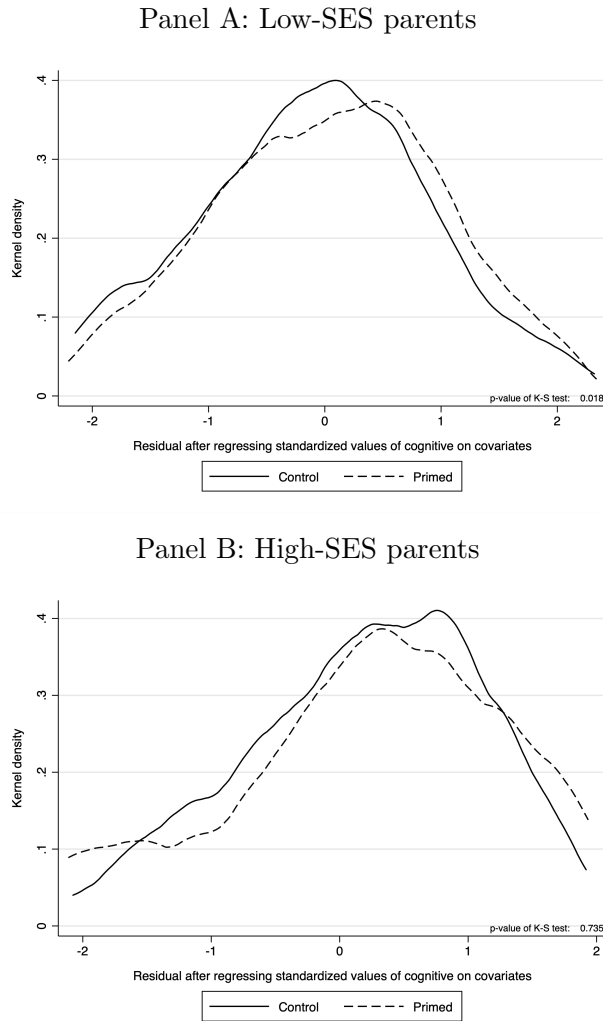 Panel A: Low-SES parents
.4
.3
.2
.1
0
Kernel density
p-value of K-S test: 0.018
-2 -1 0 1 2
Residual after regressing standardized values of cognitive on covariates
Control Primed
Panel B: High-SES parents
.4
.3
.2
.1
0
Kernel density
p-value of K-S test: 0.735
-2 -1 0 1 2
Residual after regressing standardized values of cognitive on covariates
Control Primed